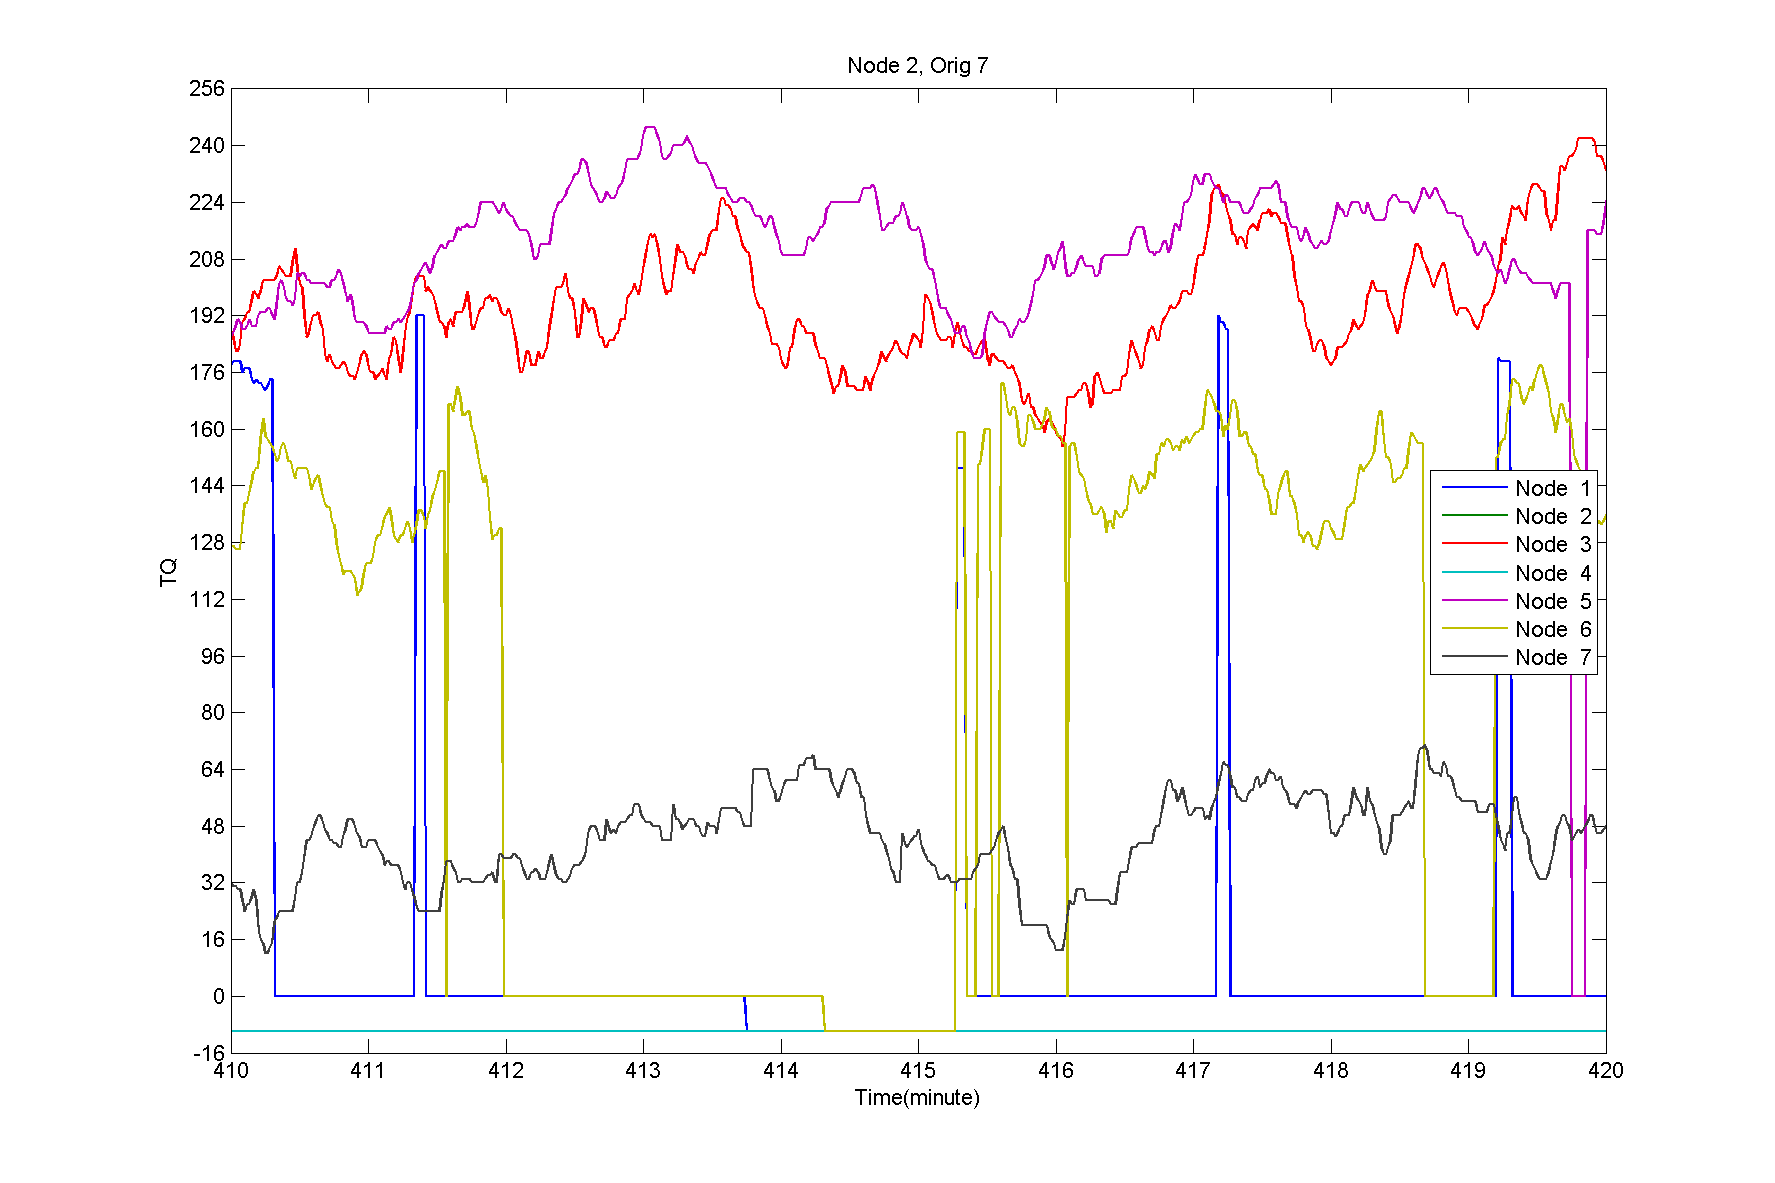 Node 2, Orig 7
256
240
224
208
192
176
160
144
128
112
96
80
64
48
32
16
0
-16
TQ
Node 1
Node 2
Node 3
Node 4
Node 5
Node 6
Node 7
410 411 412 413 414 415 416 417 418 419 420
Time(minute)